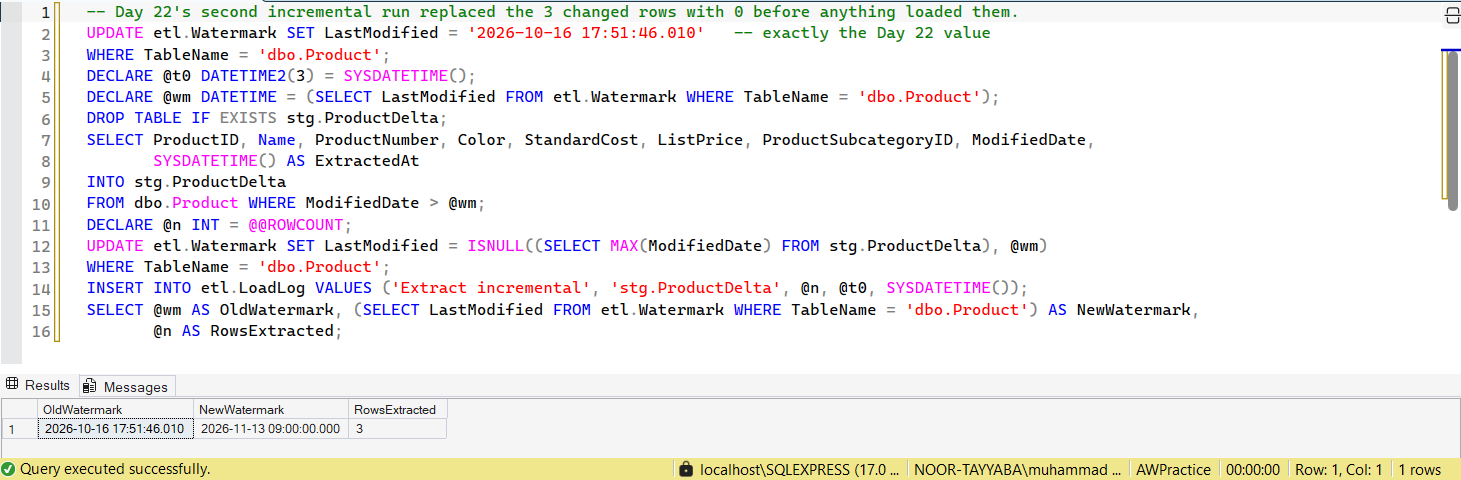 1 -- Day 22's second incremental run replaced the 3 changed rows with 0 before anything loaded them.
2 UPDATE etl.Watermark SET LastModified = '2026-10-16 17:51:46.010' -- exactly the Day 22 value
3 WHERE TableName = 'dbo.Product';
4 DECLARE @t0 DATETIME2(3) = SYSDATETIME();
5 DECLARE @wm DATETIME = (SELECT LastModified FROM etl.Watermark WHERE TableName = 'dbo.Product');
6 DROP TABLE IF EXISTS stg.ProductDelta;
7 SELECT ProductID, Name, ProductNumber, Color, StandardCost, ListPrice, ProductSubcategoryID, ModifiedDate,
8 SYSDATETIME() AS ExtractedAt
9 INTO stg.ProductDelta
10 FROM dbo.Product WHERE ModifiedDate > @wm;
11 DECLARE @n INT = @@ROWCOUNT;
12 UPDATE etl.Watermark SET LastModified = ISNULL((SELECT MAX(ModifiedDate) FROM stg.ProductDelta), @wm)
13 WHERE TableName = 'dbo.Product';
14 INSERT INTO etl.LoadLog VALUES ('Extract incremental', 'stg.ProductDelta', @n, @t0, SYSDATETIME());
15 SELECT @wm AS OldWatermark, (SELECT LastModified FROM etl.Watermark WHERE TableName = 'dbo.Product') AS NewWatermark,
16 @n AS RowsExtracted;
Results Messages
OldWatermark NewWatermark RowsExtracted
1 2026-10-16 17:51:46.010 2026-11-13 09:00:00.000 3
Query executed successfully. localhost\SQLEXPRESS (17.0 ... NOOR-TAYYABA\muhammad ... AWPractice 00:00:00 Row: 1, Col: 1 1 rows